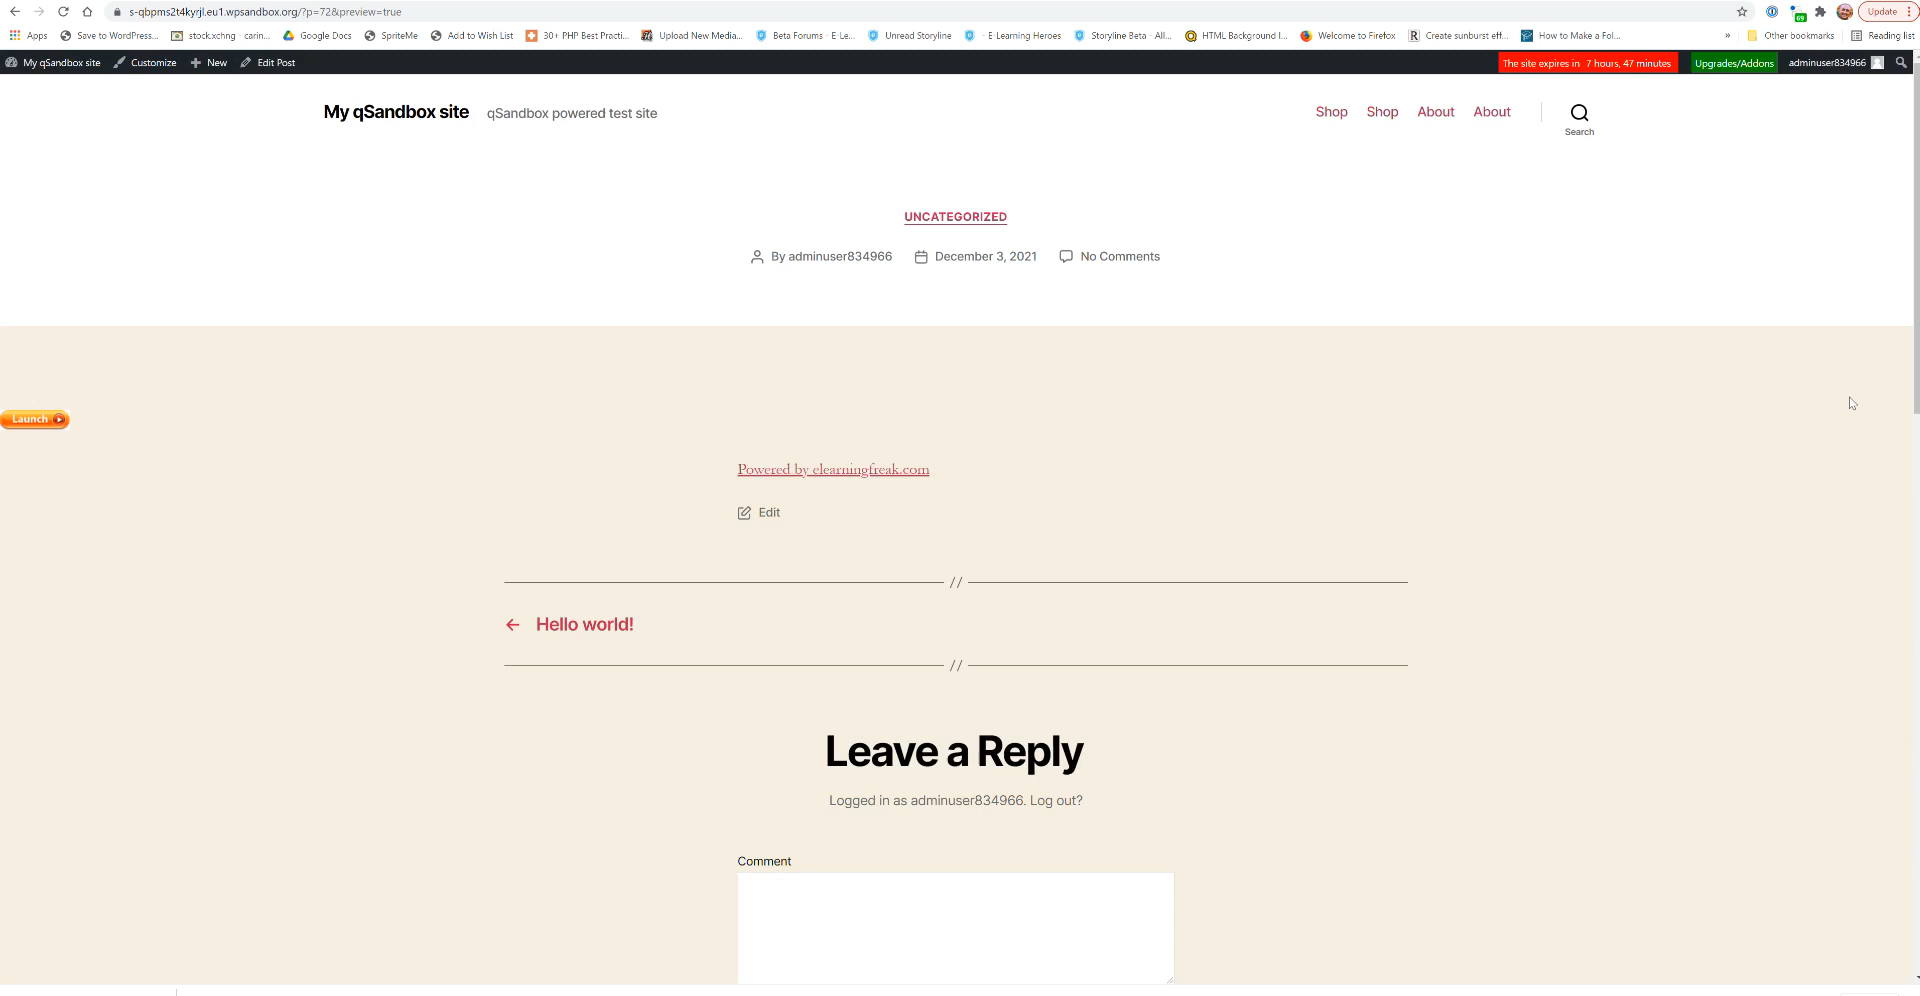 s-qbpms2t4kyrjl.eu1.wpsandbox.org/?p=72&preview=true
Update
Apps Save to WordPress... stock.xchng - carin... Google Docs SpriteMe Add to Wish List 30+ PHP Best Practi... Upload New Media... Beta Forums - E-Le... Unread Storyline - E-Learning Heroes Storyline Beta - All... HTML Background I... Welcome to Firefox Create sunburst eff... How to Make a Fol... » Other bookmarks Reading list
My qSandbox site Customize New Edit Post The site expires in 7 hours, 47 minutes Upgrades/Addons adminuser834966
My qSandbox site qSandbox powered test site Shop Shop About About
Search
UNCATEGORIZED
By adminuser834966 December 3, 2021 No Comments
Launch
Powered by elearningfreak.com
Edit
//
← Hello world!
//
Leave a Reply
Logged in as adminuser834966. Log out?
Comment